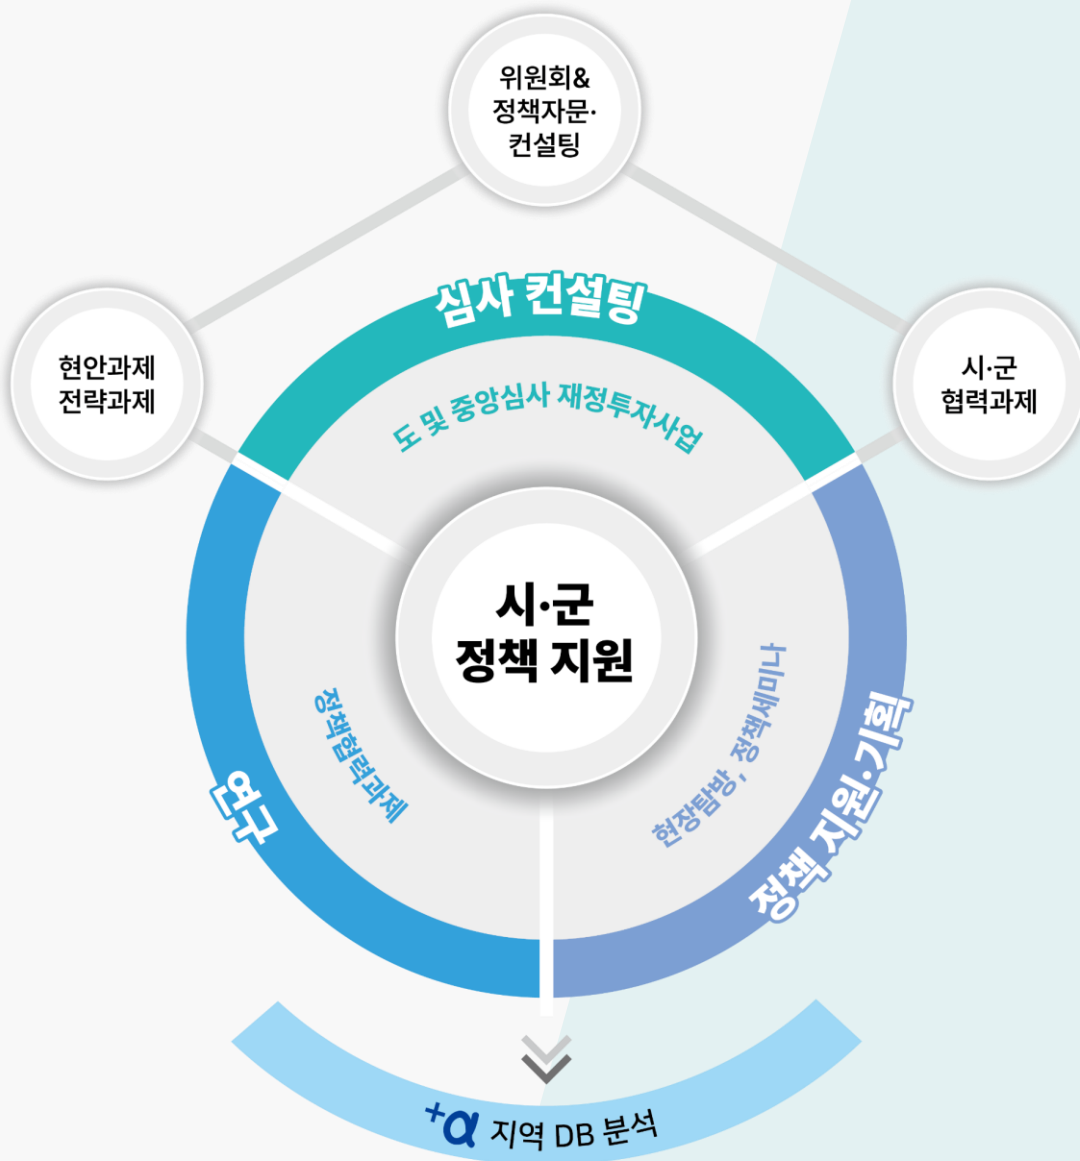 위원회&
정책자문·
컨설팅
현안과제
전략과제
시·군
협력과제
심사 컨설팅
도 및 중앙심사 재정투자사업
시·군
정책 지원
연구
정책협력과제
현장탐방, 정책세미나
정책 지원·기획
+α 지역 DB 분석